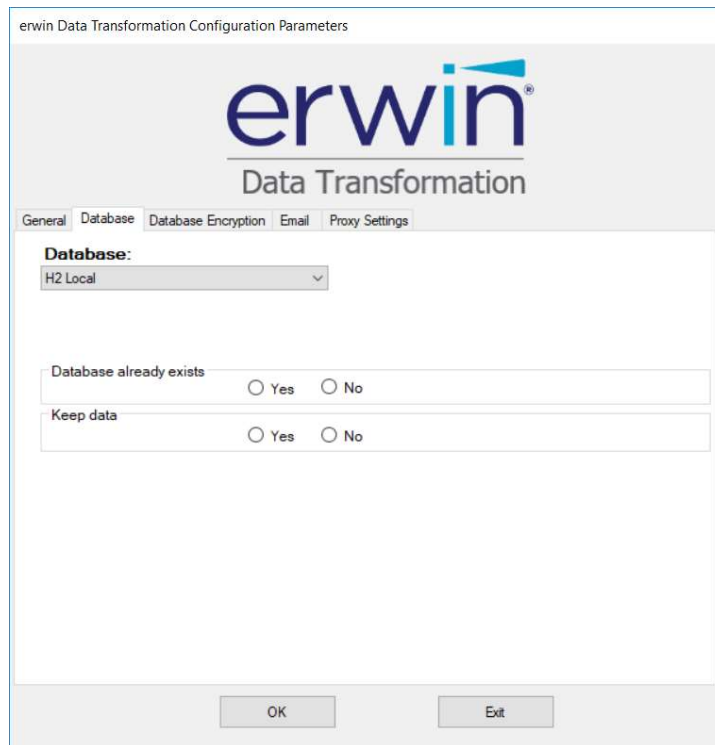 erwin Data Transformation Configuration Parameters
erwin®
Data Transformation
General Database Database Encryption Email Proxy Settings
Database:
H2 Local
Database already exists
Yes No
Keep data
Yes No
OK Exit